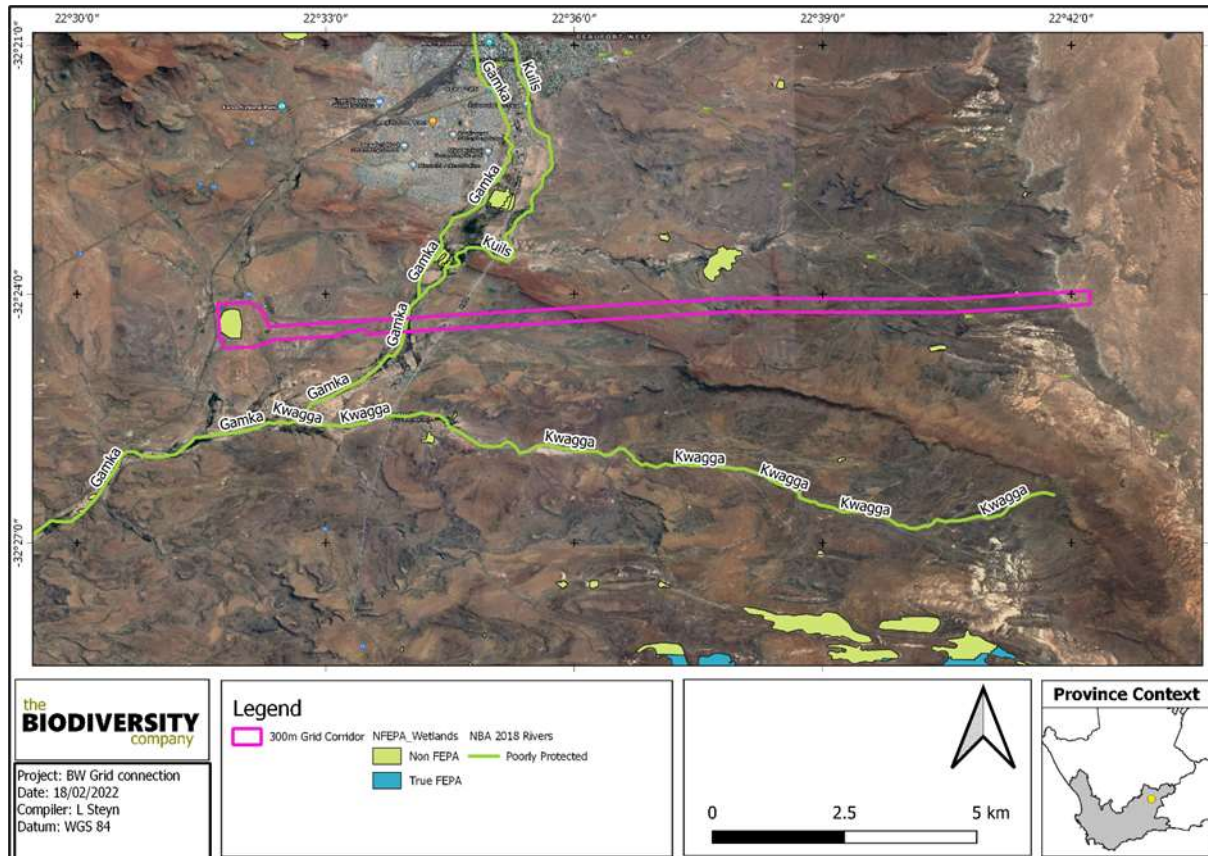 22°30'0"
22°33'0"
22°36'0"
22°39'0"
22°42'0"
-32°21'0"
-32°24'0"
-32°27'0"
BEAUFORT WEST
Gamka
Kuils
Gamka
Kuils
Gamka
Gamka
Gamka
Gamka
Kwagga
Kwagga
Gamka
Kwagga
Kwagga
Kwagga
Kwagga
Kwagga
the
BIODIVERSITY
company
Project: BW Grid connection
Date: 18/02/2022
Compiler: L Steyn
Datum: WGS 84
Legend
300m Grid Corridor
NFEPA_Wetlands
Non FEPA
True FEPA
NBA 2018 Rivers
Poorly Protected
0
2.5
5 km
Province Context